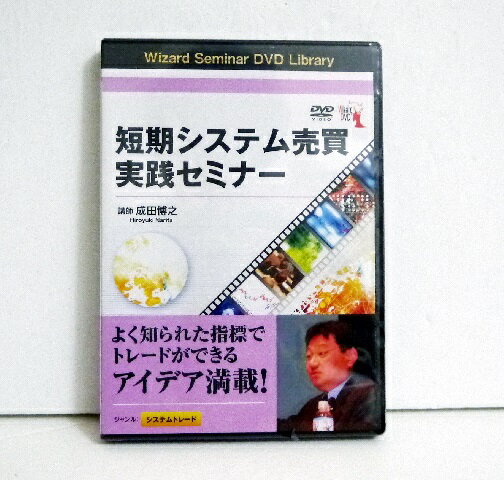 Wizard Seminar DVD Library
DVD
VIDEO
Wizard
DVD
短期システム売買
実践セミナー
講師 成田博之
Hiroyuki Narita
よく知られた指標で
トレードができる
アイデア満載!
ジャンル: システムトレード